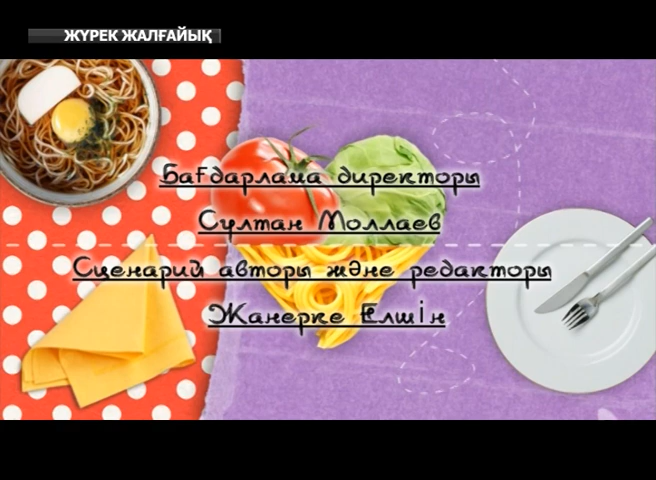 ЖҮРЕК ЖАЛҒАЙЫҚ
Бағдарлама директоры
Сұлтан Моллаев
Сценарий авторы және редакторы
Жанерке Елшін